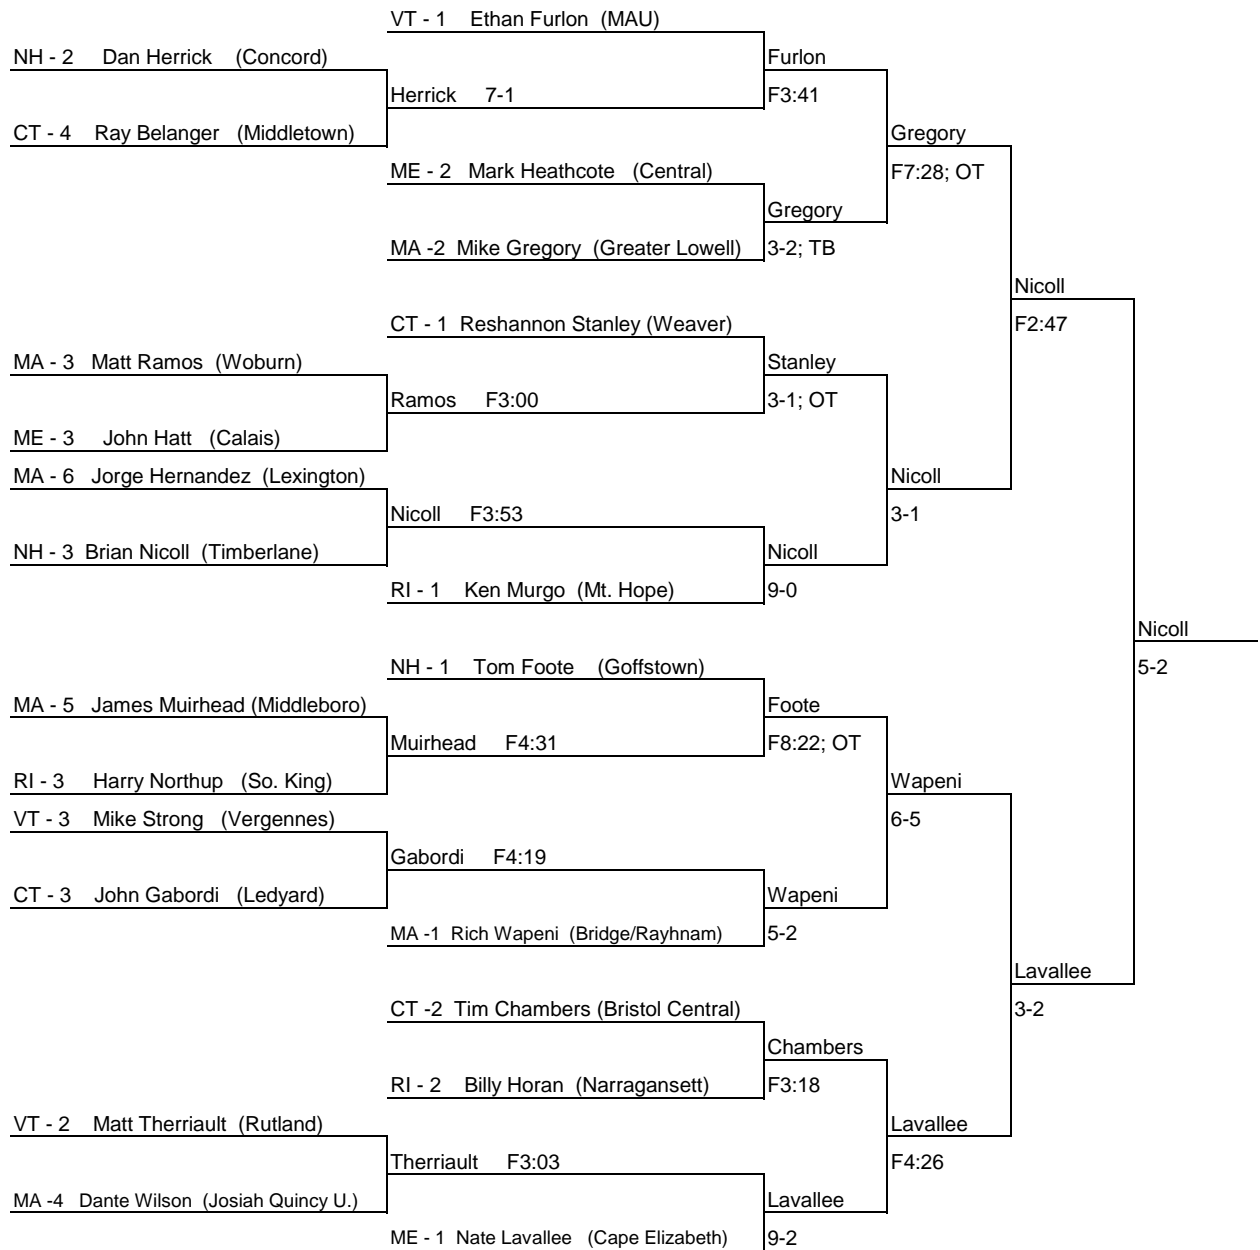 VT - 1 Ethan Furlon (MAU)
NH - 2 Dan Herrick (Concord)
Furlon
Herrick 7-1
F3:41
CT - 4 Ray Belanger (Middletown)
Gregory
ME - 2 Mark Heathcote (Central)
F7:28; OT
Gregory
MA -2 Mike Gregory (Greater Lowell)
3-2; TB
Nicoll
CT - 1 Reshannon Stanley (Weaver)
F2:47
MA - 3 Matt Ramos (Woburn)
Stanley
Ramos F3:00
3-1; OT
ME - 3 John Hatt (Calais)
MA - 6 Jorge Hernandez (Lexington)
Nicoll
Nicoll F3:53
3-1
NH - 3 Brian Nicoll (Timberlane)
Nicoll
RI - 1 Ken Murgo (Mt. Hope)
9-0
Nicoll
NH - 1 Tom Foote (Goffstown)
5-2
MA - 5 James Muirhead (Middleboro)
Foote
Muirhead F4:31
F8:22; OT
RI - 3 Harry Northup (So. King)
Wapeni
VT - 3 Mike Strong (Vergennes)
6-5
Gabordi F4:19
CT - 3 John Gabordi (Ledyard)
Wapeni
MA -1 Rich Wapeni (Bridge/Rayhnam)
5-2
Lavallee
CT -2 Tim Chambers (Bristol Central)
3-2
Chambers
RI - 2 Billy Horan (Narragansett)
F3:18
VT - 2 Matt Therriault (Rutland)
Lavallee
Therriault F3:03
F4:26
MA -4 Dante Wilson (Josiah Quincy U.)
Lavallee
ME - 1 Nate Lavallee (Cape Elizabeth)
9-2